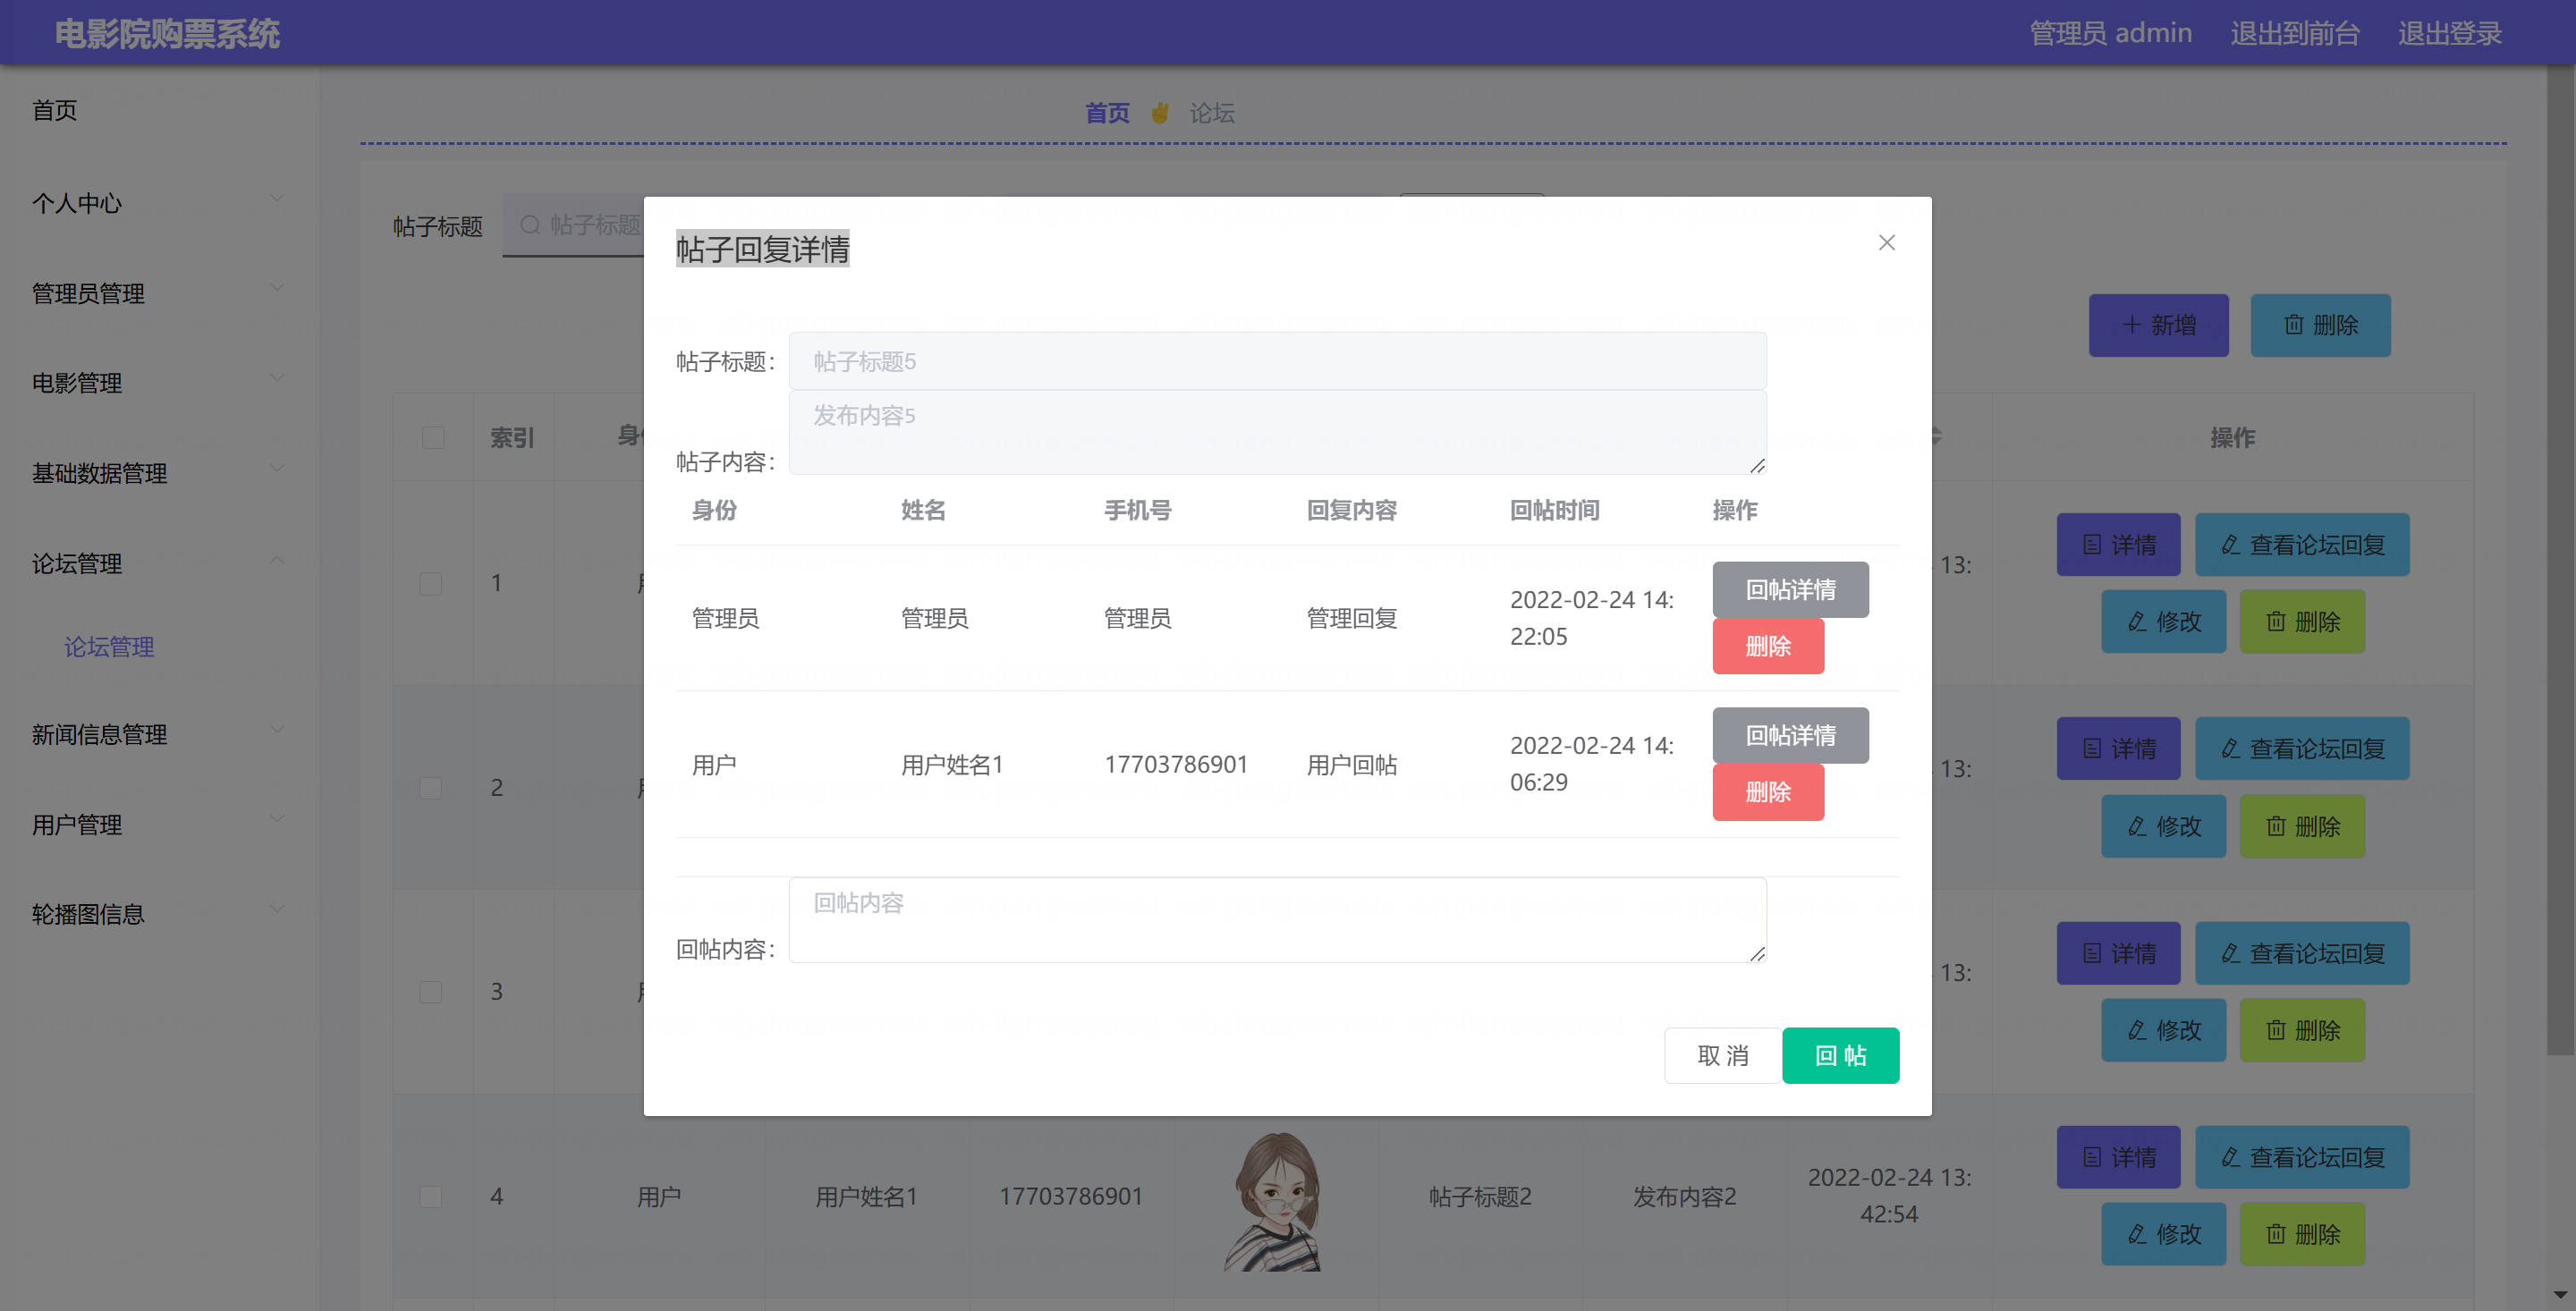 电影院购票系统
管理员 admin 退出到前台 退出登录
首页
个人中心
管理员管理
电影管理
基础数据管理
论坛管理
论坛管理
新闻信息管理
用户管理
轮播图信息
首页 ✌ 论坛
帖子标题 帖子标题
新增 删除
索引 操作
1 13:
详情 查看论坛回复
修改 删除
2 13:
详情 查看论坛回复
修改 删除
3 13:
详情 查看论坛回复
修改 删除
4 用户 用户姓名1 17703786901 帖子标题2 发布内容2 2022-02-24 13:
42:54
详情 查看论坛回复
修改 删除
帖子回复详情
帖子标题: 帖子标题5
帖子内容: 发布内容5
身份 姓名 手机号 回复内容 回帖时间 操作
管理员 管理员 管理员 管理回复 2022-02-24 14:
22:05
回帖详情
删除
用户 用户姓名1 17703786901 用户回帖 2022-02-24 14:
06:29
回帖详情
删除
回帖内容: 回帖内容
取 消 回 帖